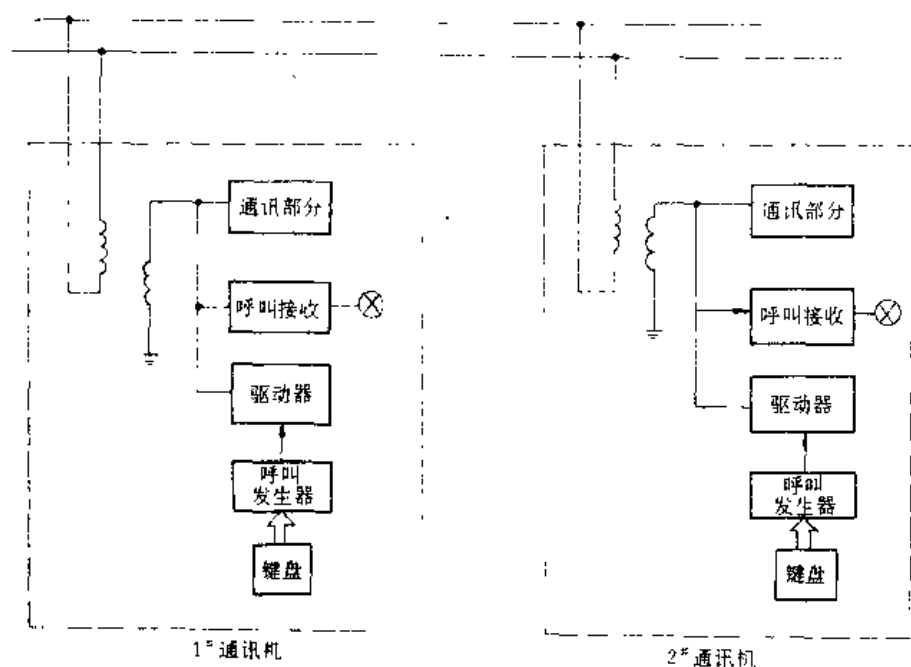 通讯部分
呼叫接收
驱动器
呼叫
发生器
键盘
1#通讯机
通讯部分
呼叫接收
驱动器
呼叫
发生器
键盘
2#通讯机